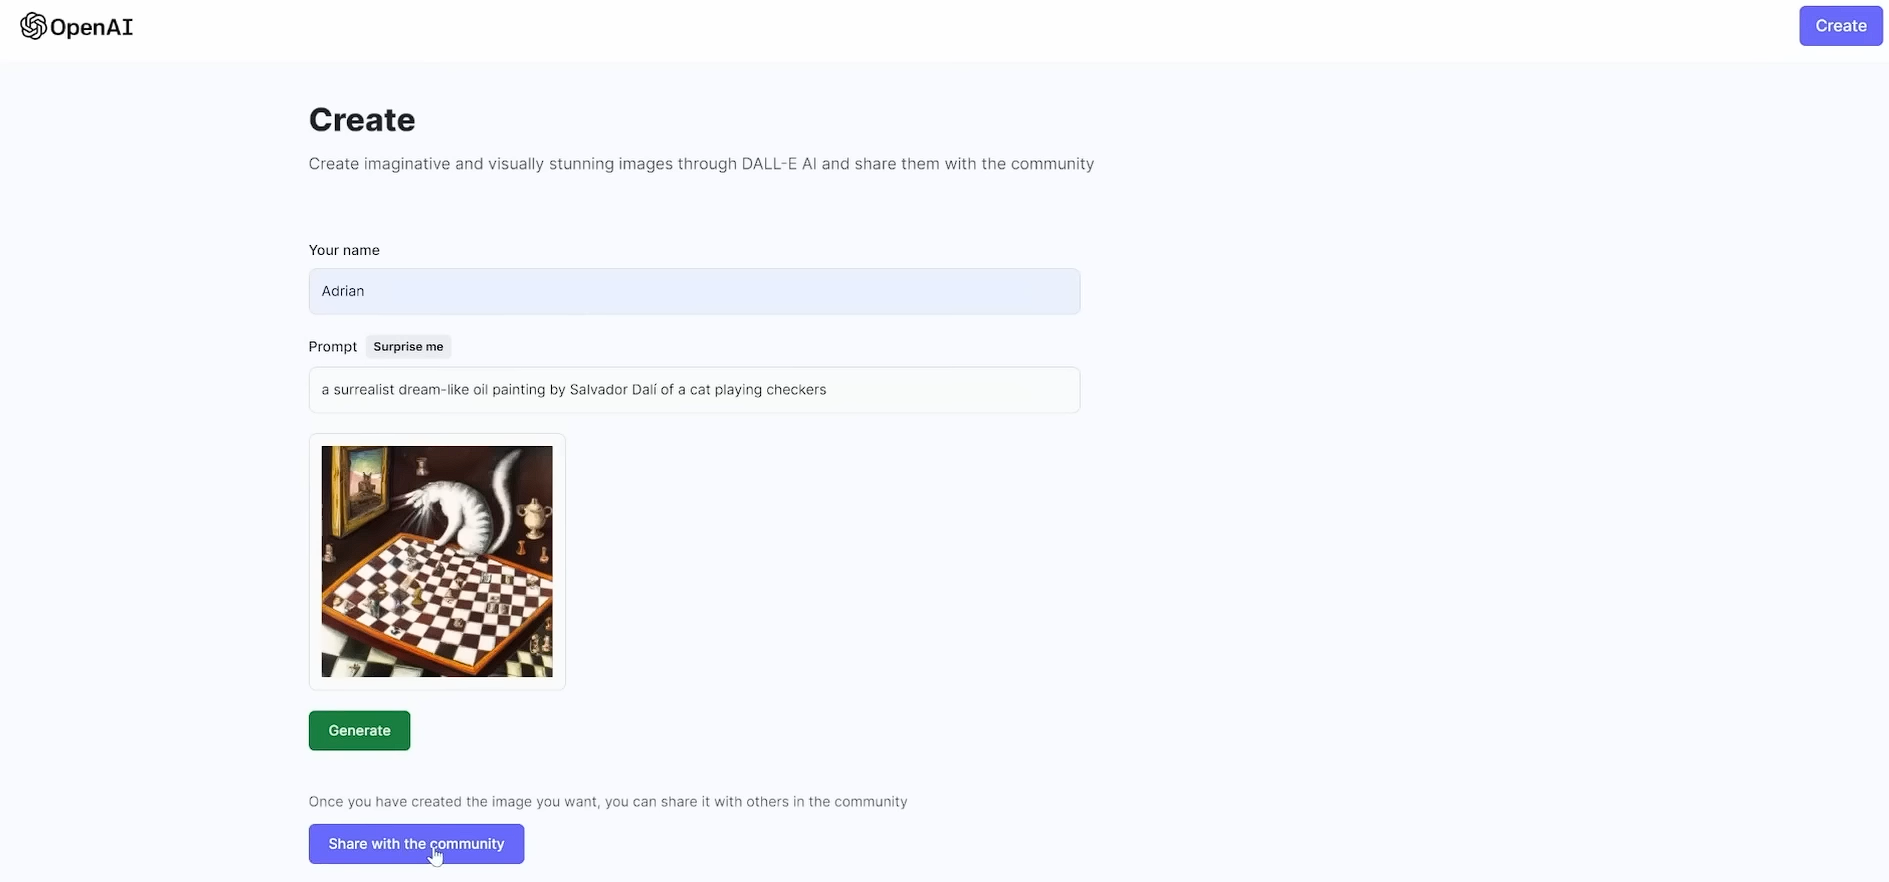 OpenAI
Create
Create
Create imaginative and visually stunning images through DALL-E AI and share them with the community
Your name
Adrian
Prompt Surprise me
a surrealist dream-like oil painting by Salvador Dalí of a cat playing checkers
Generate
Once you have created the image you want, you can share it with others in the community
Share with the community